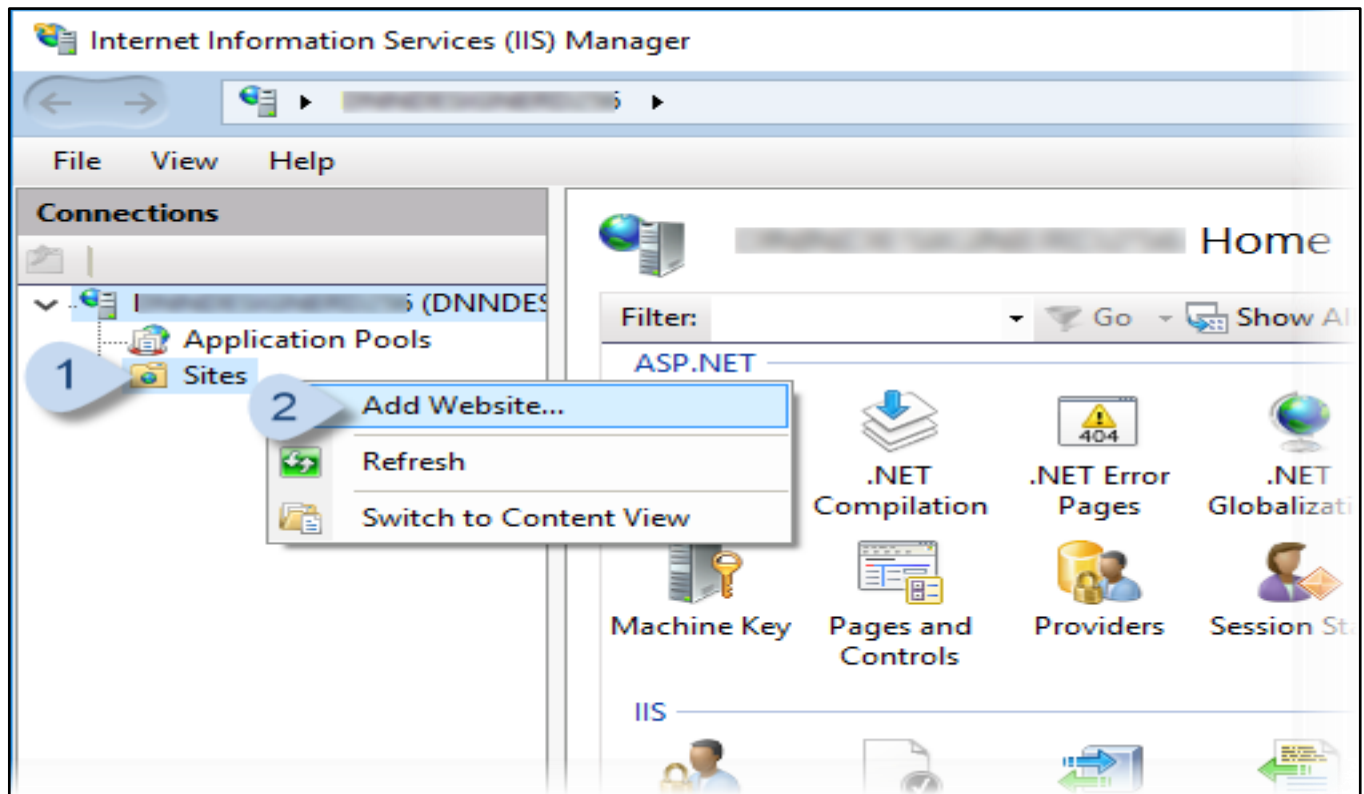 Internet Information Services (IIS) Manager
File View Help
Connections
Home
(DNNDES
Filter: Go Show Al
Application Pools
ASP.NET
1 Sites
2 Add Website...
404
Refresh
.NET Compilation
.NET Error Pages
.NET Globalizati
Switch to Content View
Machine Key
Pages and Controls
Providers
Session Sta
IIS